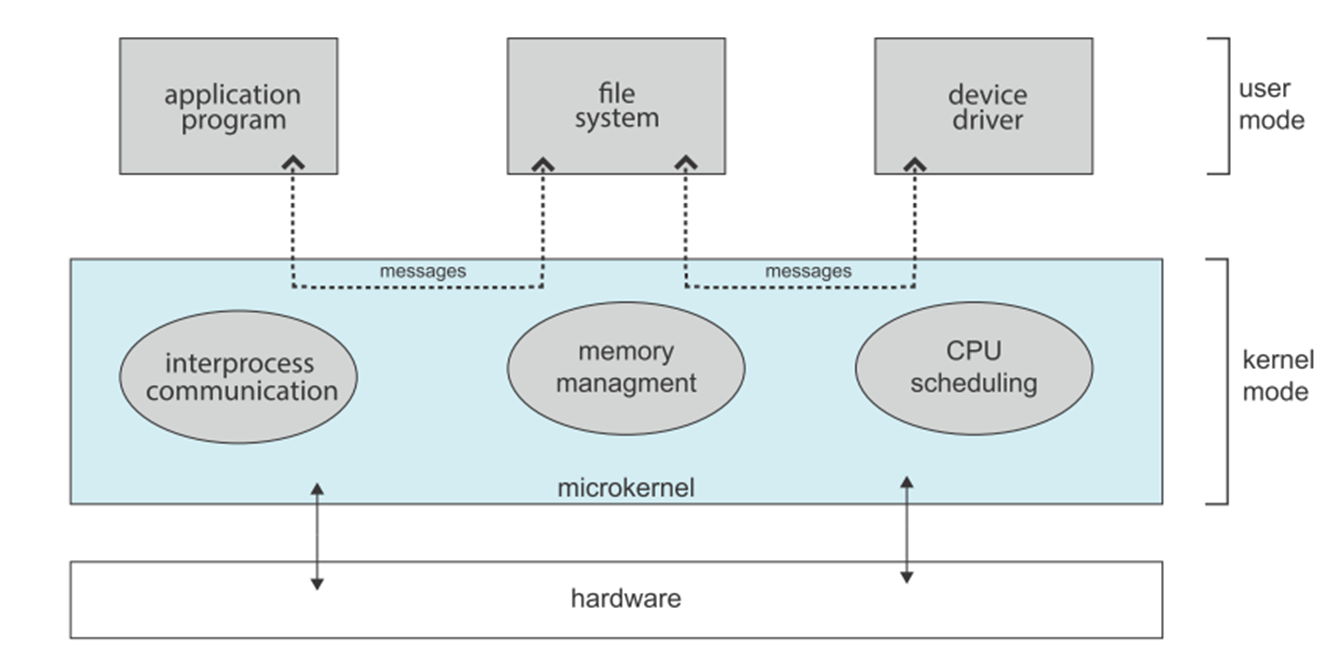 application
program
file
system
device
driver
user
mode
messages
messages
interprocess
communication
memory
managment
CPU
scheduling
kernel
mode
microkernel
hardware